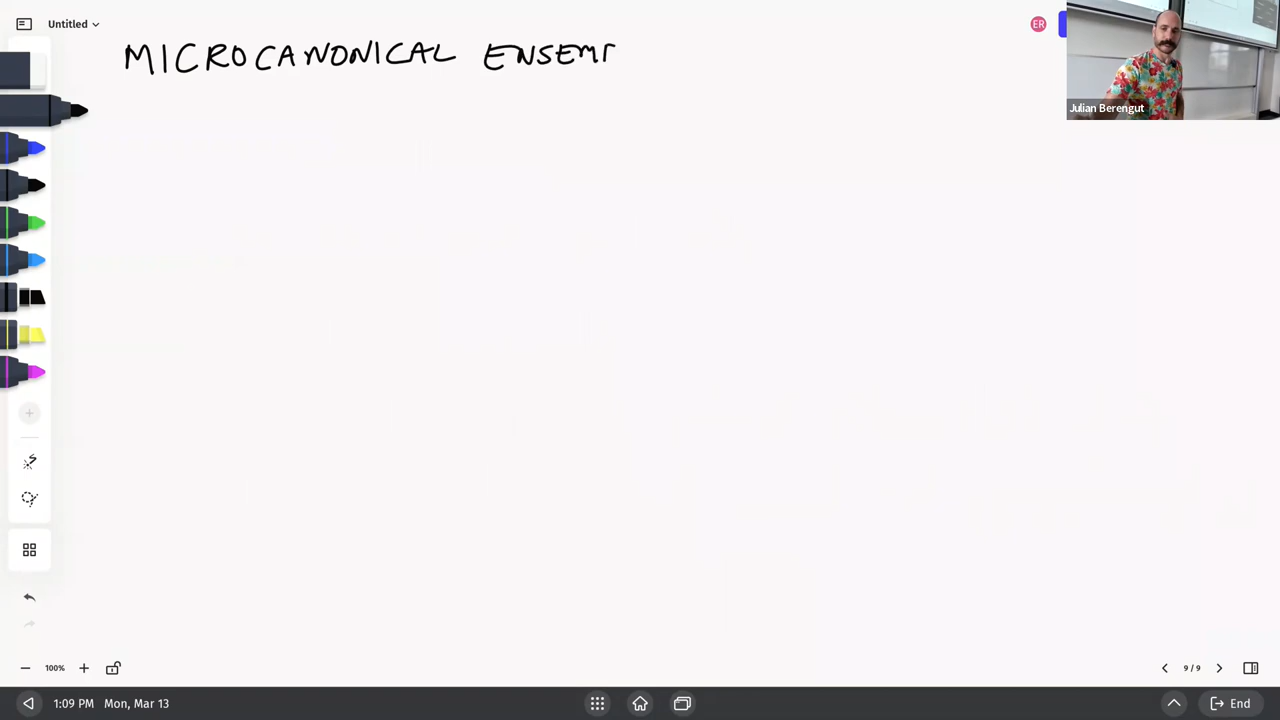 Untitled
MICROCANONICAL ENSEM
ER
Julian Berengut
100%
9 / 9
1:09 PM Mon, Mar 13
End